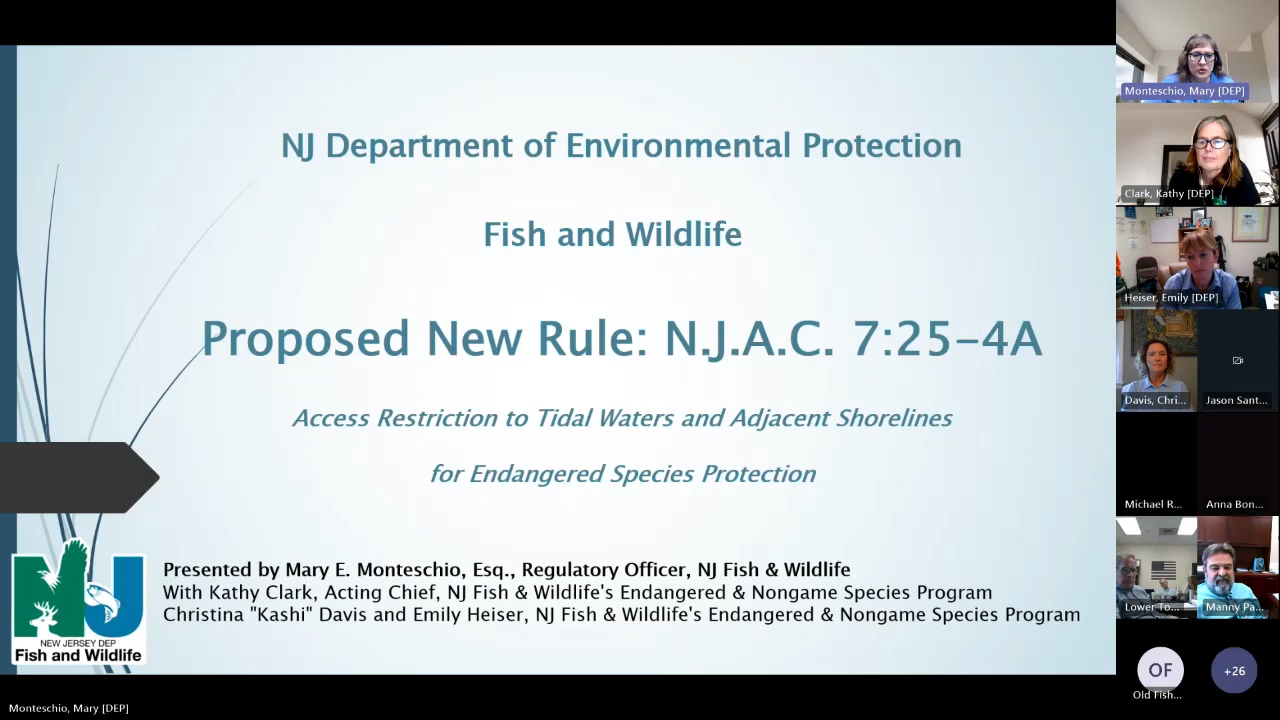 NJ Department of Environmental Protection
Fish and Wildlife
Proposed New Rule: N.J.A.C. 7:25-4A
Access Restriction to Tidal Waters and Adjacent Shorelines
for Endangered Species Protection
Presented by Mary E. Monteschio, Esq., Regulatory Officer, NJ Fish & Wildlife
With Kathy Clark, Acting Chief, NJ Fish & Wildlife's Endangered & Nongame Species Program
Christina "Kashi" Davis and Emily Heiser, NJ Fish & Wildlife's Endangered & Nongame Species Program
NJ
NEW JERSEY DEP
Fish and Wildlife
Monteschio, Mary [DEP]
Monteschio, Mary [DEP]
Clark, Kathy [DEP]
Heiser, Emily [DEP]
Davis, Chri...
Jason Sant...
Michael R...
Anna Bon...
Lower To...
Manny Pa...
OF
+26
Old Fish...